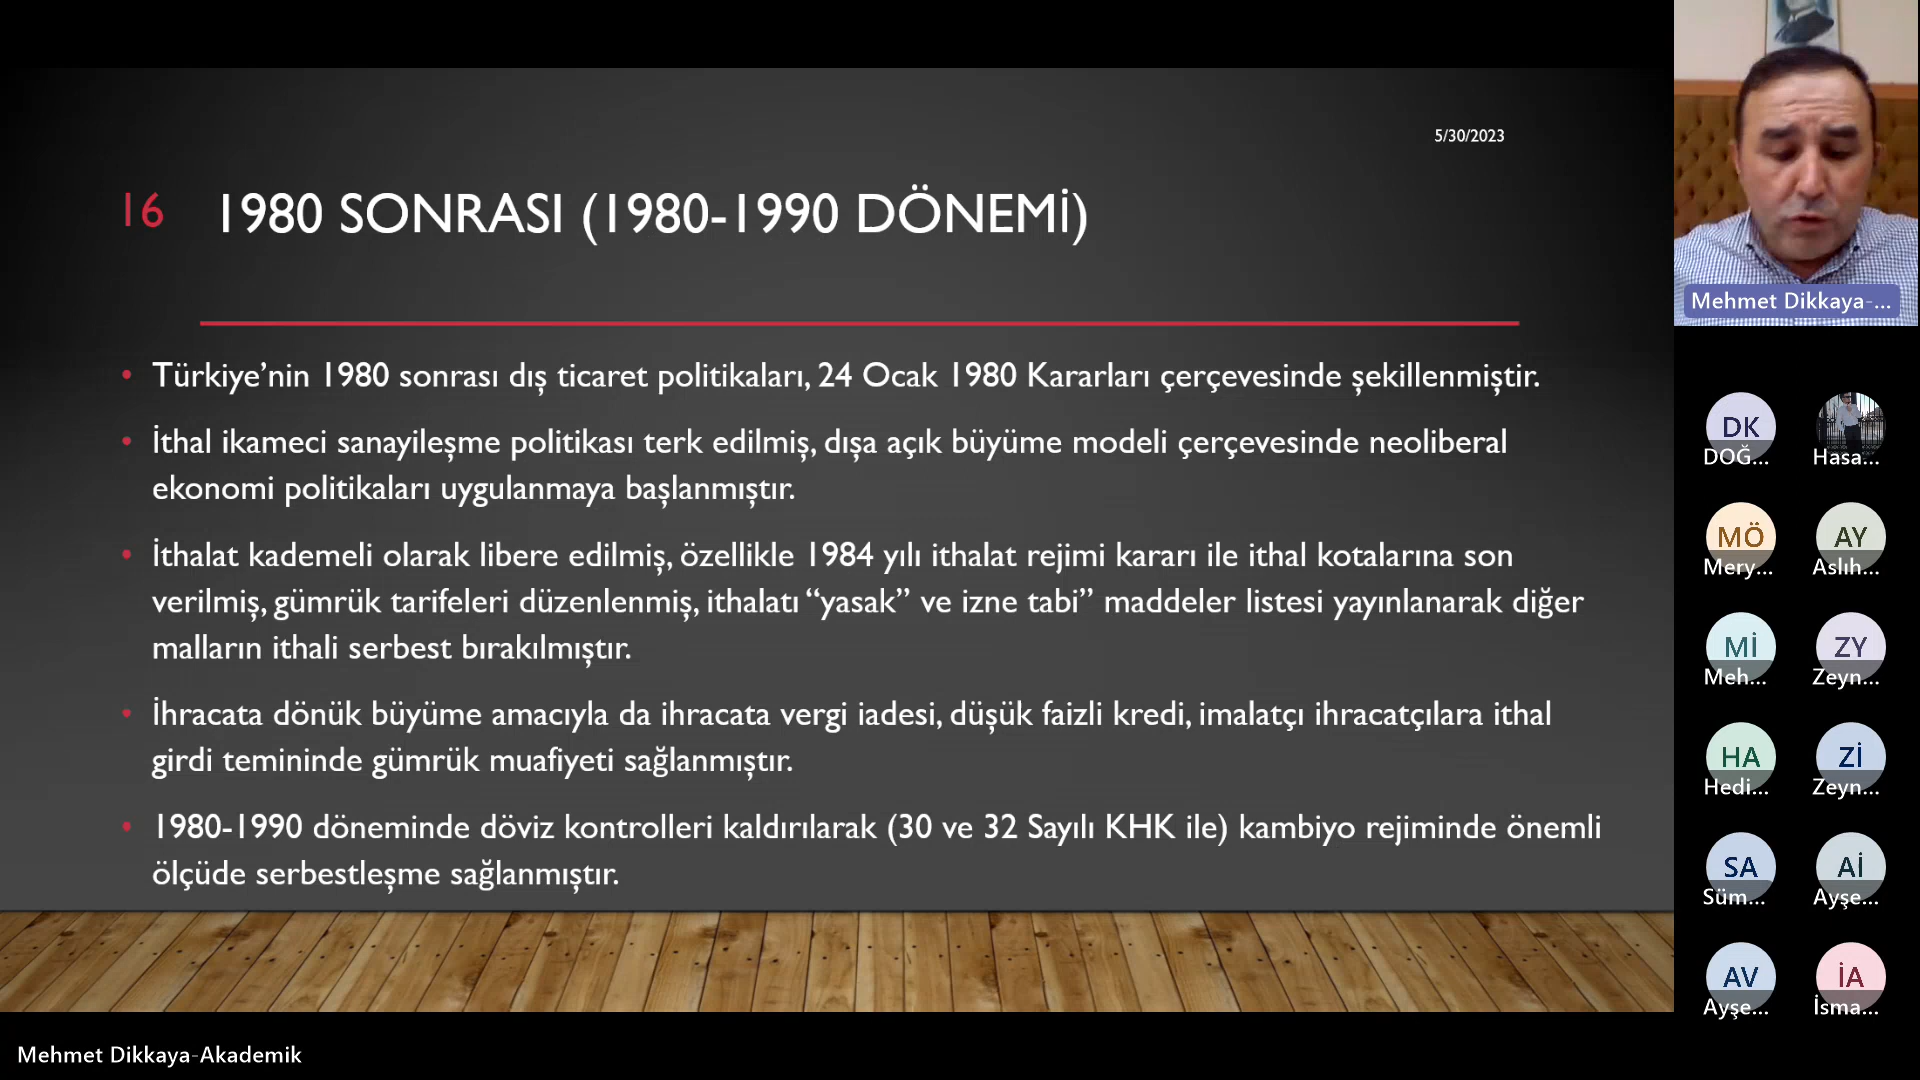 5/30/2023
16 1980 SONRASI (1980-1990 DÖNEMİ)
• Türkiye’nin 1980 sonrası dış ticaret politikaları, 24 Ocak 1980 Kararları çerçevesinde şekillenmiştir.
• İthal ikameci sanayileşme politikası terk edilmiş, dışa açık büyüme modeli çerçevesinde neoliberal
ekonomi politikaları uygulanmaya başlanmıştır.
• İthalat kademeli olarak libere edilmiş, özellikle 1984 yılı ithalat rejimi kararı ile ithal kotalarına son
verilmiş, gümrük tarifeleri düzenlenmiş, ithalatı “yasak” ve izne tabi” maddeler listesi yayınlanarak diğer
malların ithali serbest bırakılmıştır.
• İhracata dönük büyüme amacıyla da ihracata vergi iadesi, düşük faizli kredi, imalatçı ihracatçılara ithal
girdi temininde gümrük muafiyeti sağlanmıştır.
• 1980-1990 döneminde döviz kontrolleri kaldırılarak (30 ve 32 Sayılı KHK ile) kambiyo rejiminde önemli
ölçüde serbestleşme sağlanmıştır.
Mehmet Dikkaya-...
DK
DOĞ...
Hasa...
MÖ
Mery...
AY
Aslıh...
Mİ
Meh...
ZY
Zeyn...
HA
Hedi...
Zİ
Zeyn...
SA
Süm...
Aİ
Ayşe...
AV
Ayşe...
İA
İsma...
Mehmet Dikkaya-Akademik